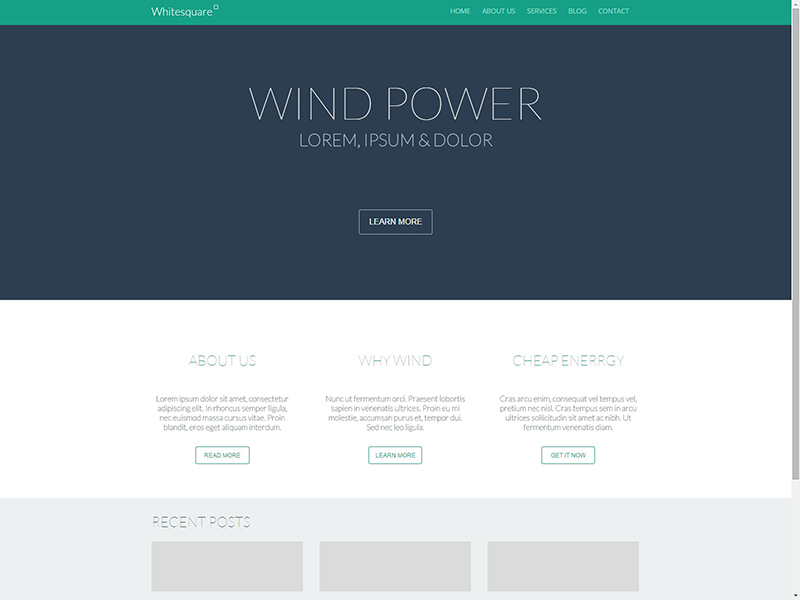 Whitesquare
HOME ABOUT US SERVICES BLOG CONTACT
WIND POWER
LOREM, IPSUM & DOLOR
LEARN MORE
ABOUT US
Lorem ipsum dolor sit amet, consectetur
adipiscing elit. In rhoncus semper ligula,
nec euismod massa cursus vitae. Proin
blandit, eros eget aliquam interdum.
READ MORE
WHY WIND
Nunc ut fermentum orci. Praesent lobortis
sapien in venenatis ultrices. Proin eu mi
molestie, accumsan purus et, tempor dui.
Sed nec leo ligula.
LEARN MORE
CHEAP ENERRGY
Cras arcu enim, consequat vel tempus vel,
pretium nec nisl. Cras tempus sem in arcu
ultrices sollicitudin sit amet ac nibh. Ut
fermentum venenatis diam.
GET IT NOW
RECENT POSTS